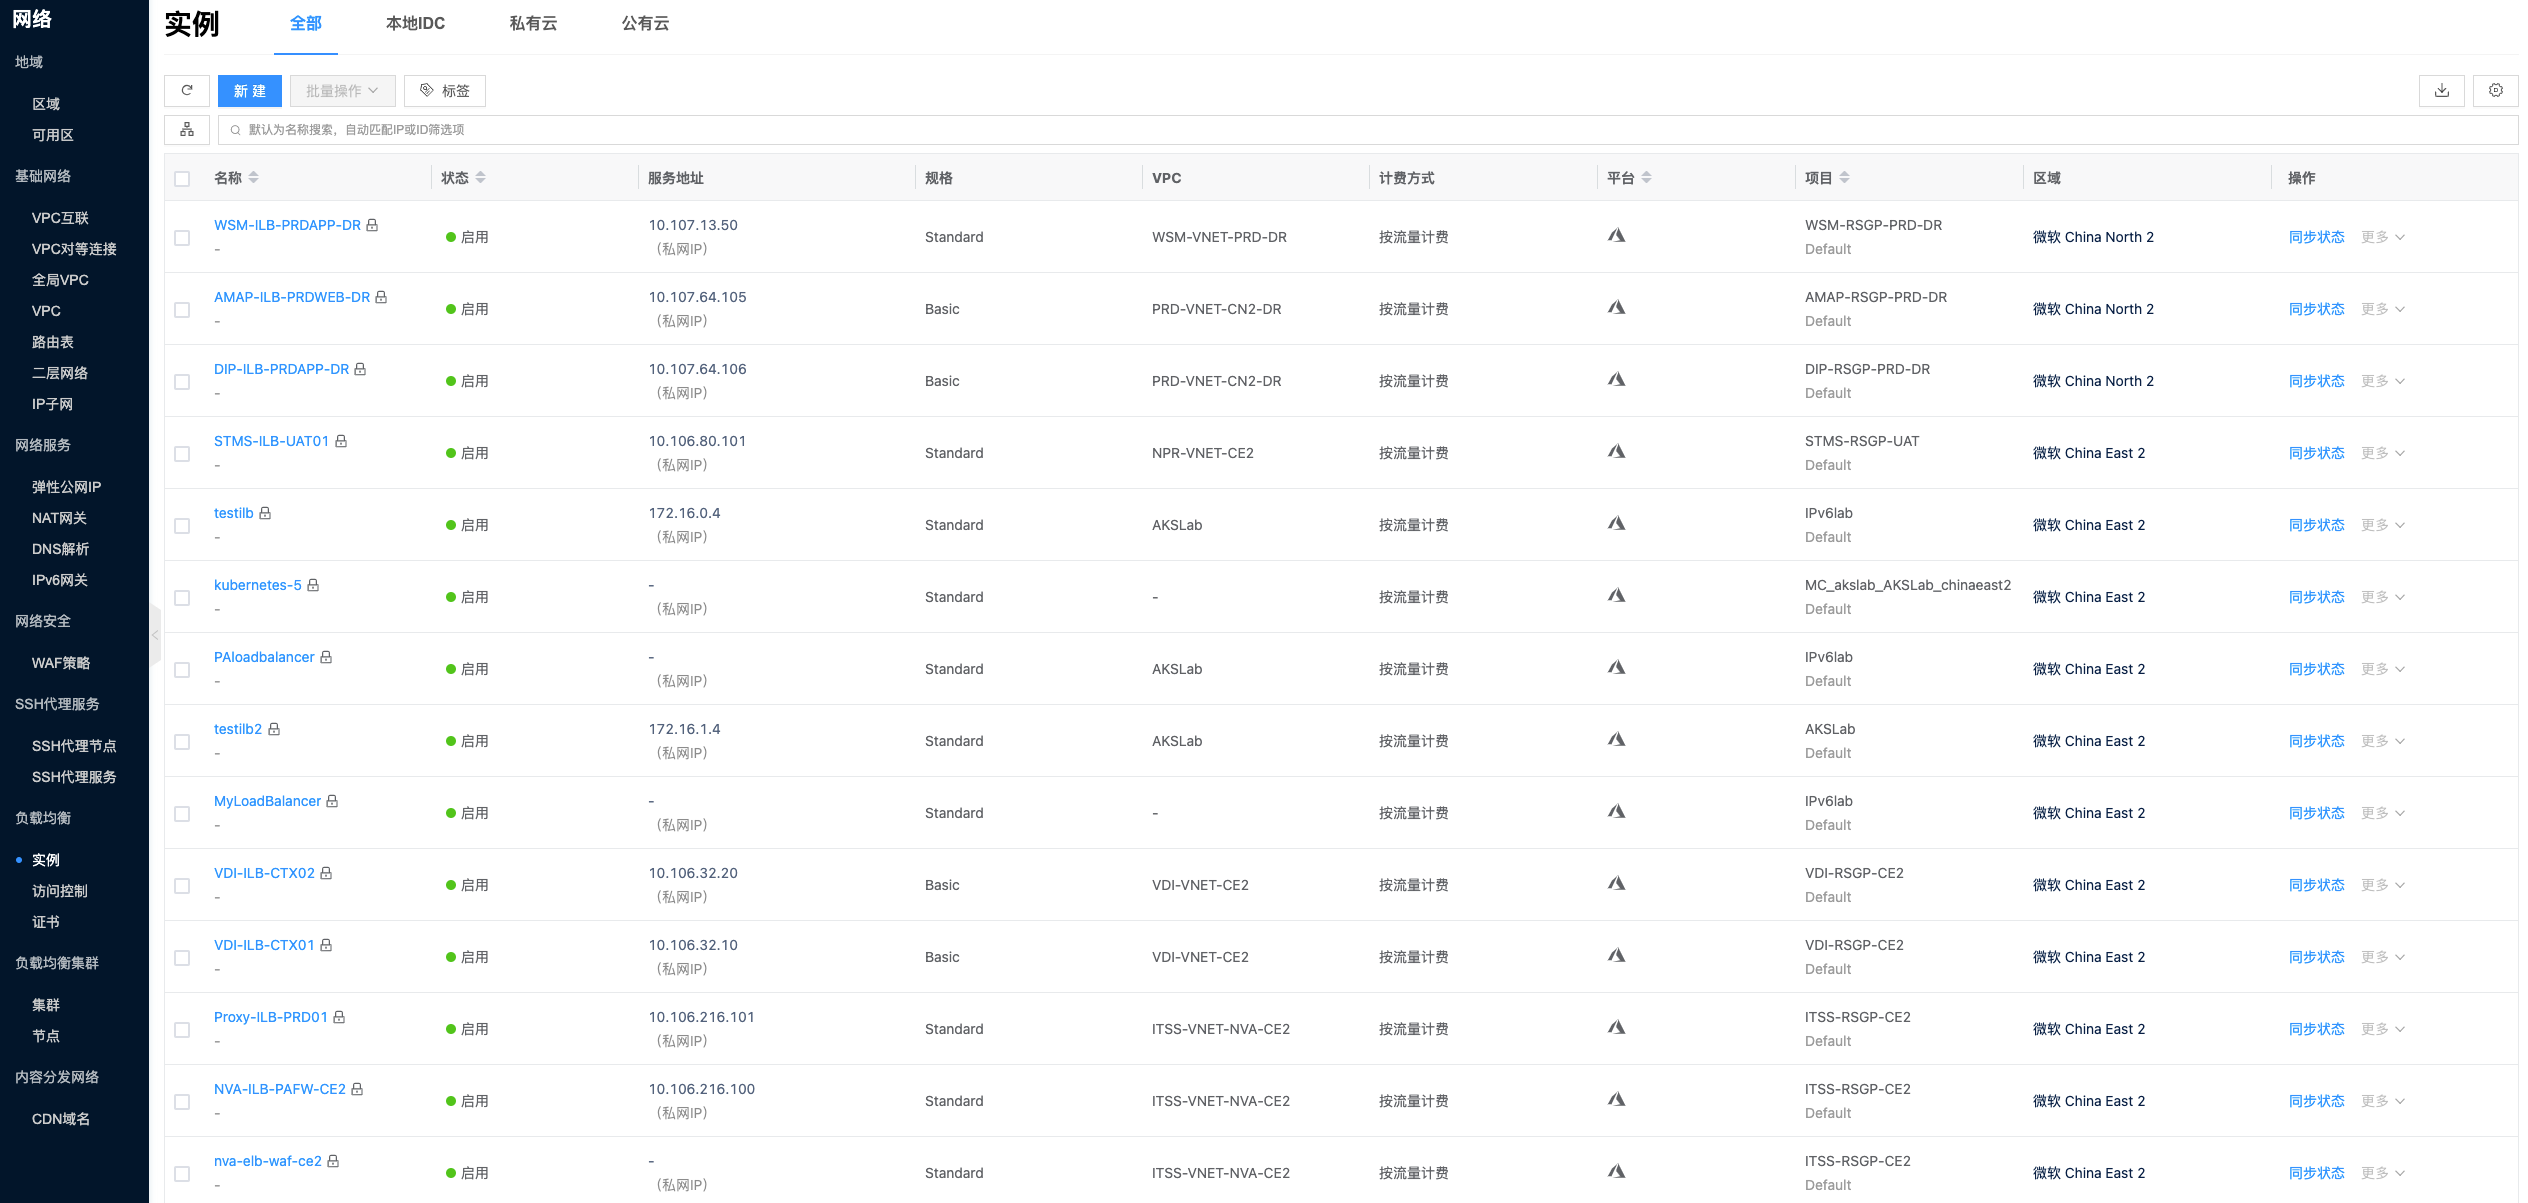 网络
地域
区域
可用区
基础网络
VPC互联
VPC对等连接
全局VPC
VPC
路由表
二层网络
IP子网
网络服务
弹性公网IP
NAT网关
DNS解析
IPv6网关
网络安全
WAF策略
SSH代理服务
SSH代理节点
SSH代理服务
负载均衡
实例
访问控制
证书
负载均衡集群
集群
节点
内容分发网络
CDN域名
实例 全部 本地IDC 私有云 公有云
新 建 批量操作 标签
默认为名称搜索，自动匹配IP或ID筛选项
名称 状态 服务地址 规格 VPC 计费方式 平台 项目 区域 操作
WSM-ILB-PRDAPP-DR 10.107.13.50 WSM-RSGP-PRD-DR
启用 Standard WSM-VNET-PRD-DR 按流量计费 微软 China North 2 同步状态 更多
- （私网IP） Default
AMAP-ILB-PRDWEB-DR 10.107.64.105 AMAP-RSGP-PRD-DR
启用 Basic PRD-VNET-CN2-DR 按流量计费 微软 China North 2 同步状态 更多
- （私网IP） Default
DIP-ILB-PRDAPP-DR 10.107.64.106 DIP-RSGP-PRD-DR
启用 Basic PRD-VNET-CN2-DR 按流量计费 微软 China North 2 同步状态 更多
- （私网IP） Default
STMS-ILB-UAT01 10.106.80.101 STMS-RSGP-UAT
启用 Standard NPR-VNET-CE2 按流量计费 微软 China East 2 同步状态 更多
- （私网IP） Default
testilb 172.16.0.4 IPv6lab
启用 Standard AKSLab 按流量计费 微软 China East 2 同步状态 更多
- （私网IP） Default
kubernetes-5 - MC_akslab_AKSLab_chinaeast2
启用 Standard - 按流量计费 微软 China East 2 同步状态 更多
- （私网IP） Default
PAloadbalancer - IPv6lab
启用 Standard AKSLab 按流量计费 微软 China East 2 同步状态 更多
- （私网IP） Default
testilb2 172.16.1.4 AKSLab
启用 Standard AKSLab 按流量计费 微软 China East 2 同步状态 更多
- （私网IP） Default
MyLoadBalancer - IPv6lab
启用 Standard - 按流量计费 微软 China East 2 同步状态 更多
- （私网IP） Default
VDI-ILB-CTX02 10.106.32.20 VDI-RSGP-CE2
启用 Basic VDI-VNET-CE2 按流量计费 微软 China East 2 同步状态 更多
- （私网IP） Default
VDI-ILB-CTX01 10.106.32.10 VDI-RSGP-CE2
启用 Basic VDI-VNET-CE2 按流量计费 微软 China East 2 同步状态 更多
- （私网IP） Default
Proxy-ILB-PRD01 10.106.216.101 ITSS-RSGP-CE2
启用 Standard ITSS-VNET-NVA-CE2 按流量计费 微软 China East 2 同步状态 更多
- （私网IP） Default
NVA-ILB-PAFW-CE2 10.106.216.100 ITSS-RSGP-CE2
启用 Standard ITSS-VNET-NVA-CE2 按流量计费 微软 China East 2 同步状态 更多
- （私网IP） Default
nva-elb-waf-ce2 - ITSS-RSGP-CE2
启用 Standard ITSS-VNET-NVA-CE2 按流量计费 微软 China East 2 同步状态 更多
- （私网IP） Default